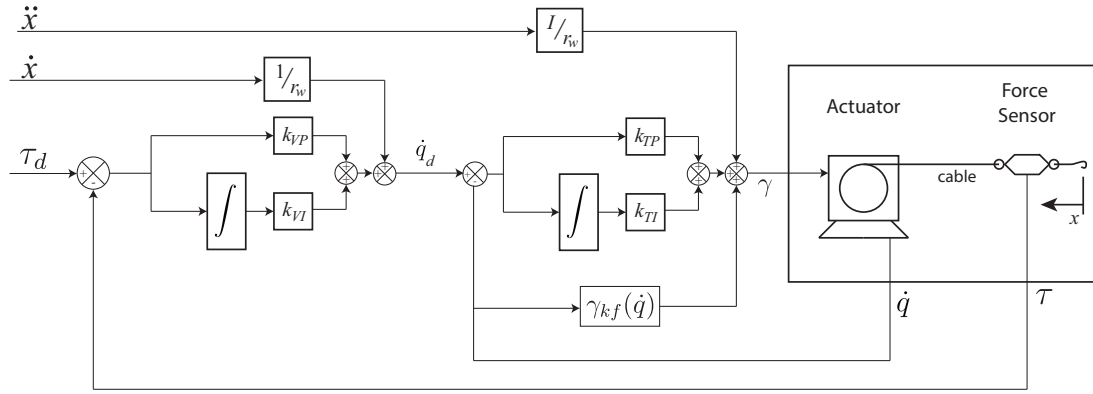 ẍ
I/r_w
ẋ
1/r_w
Actuator
Force
Sensor
k_VP
q̇_d
k_TP
τ_d
+
-
+
+
+
+
+
+
+
+
+
+
+
γ
cable
x
∫
k_VI
∫
k_TI
γ_kf(q̇)
q̇
τ